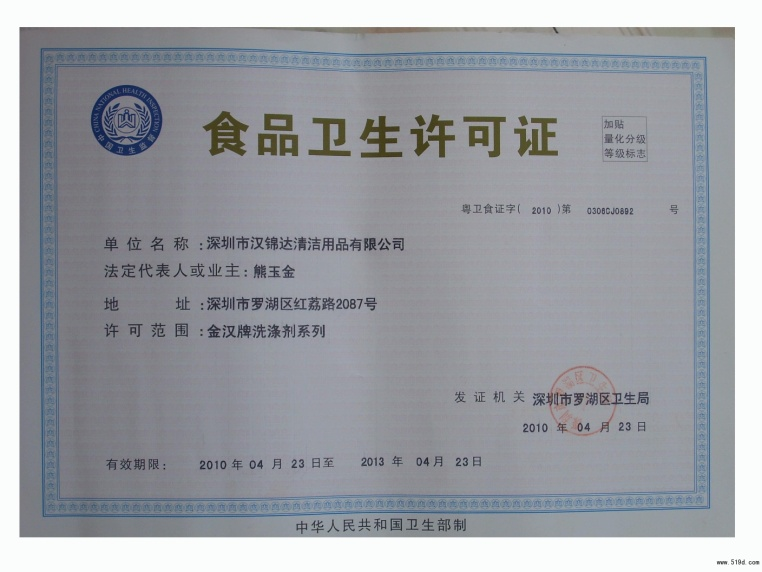 CHINA NATIONAL HEALTH INSPECTION
中国卫生监督
食品卫生许可证
加贴
量化分级
等级标志
粤卫食证字( 2010 )第 0306DJ0892 号
单位名称:深圳市汉锦达清洁用品有限公司
法定代表人或业主:熊玉金
地 址:深圳市罗湖区红荔路2087号
许可范围:金汉牌洗涤剂系列
发证机关 深圳市罗湖区卫生局
2010 年 04 月 23 日
有效期限: 2010 年 04 月 23 日至 2013 年 04 月 23 日
中华人民共和国卫生部制
www.519d.com